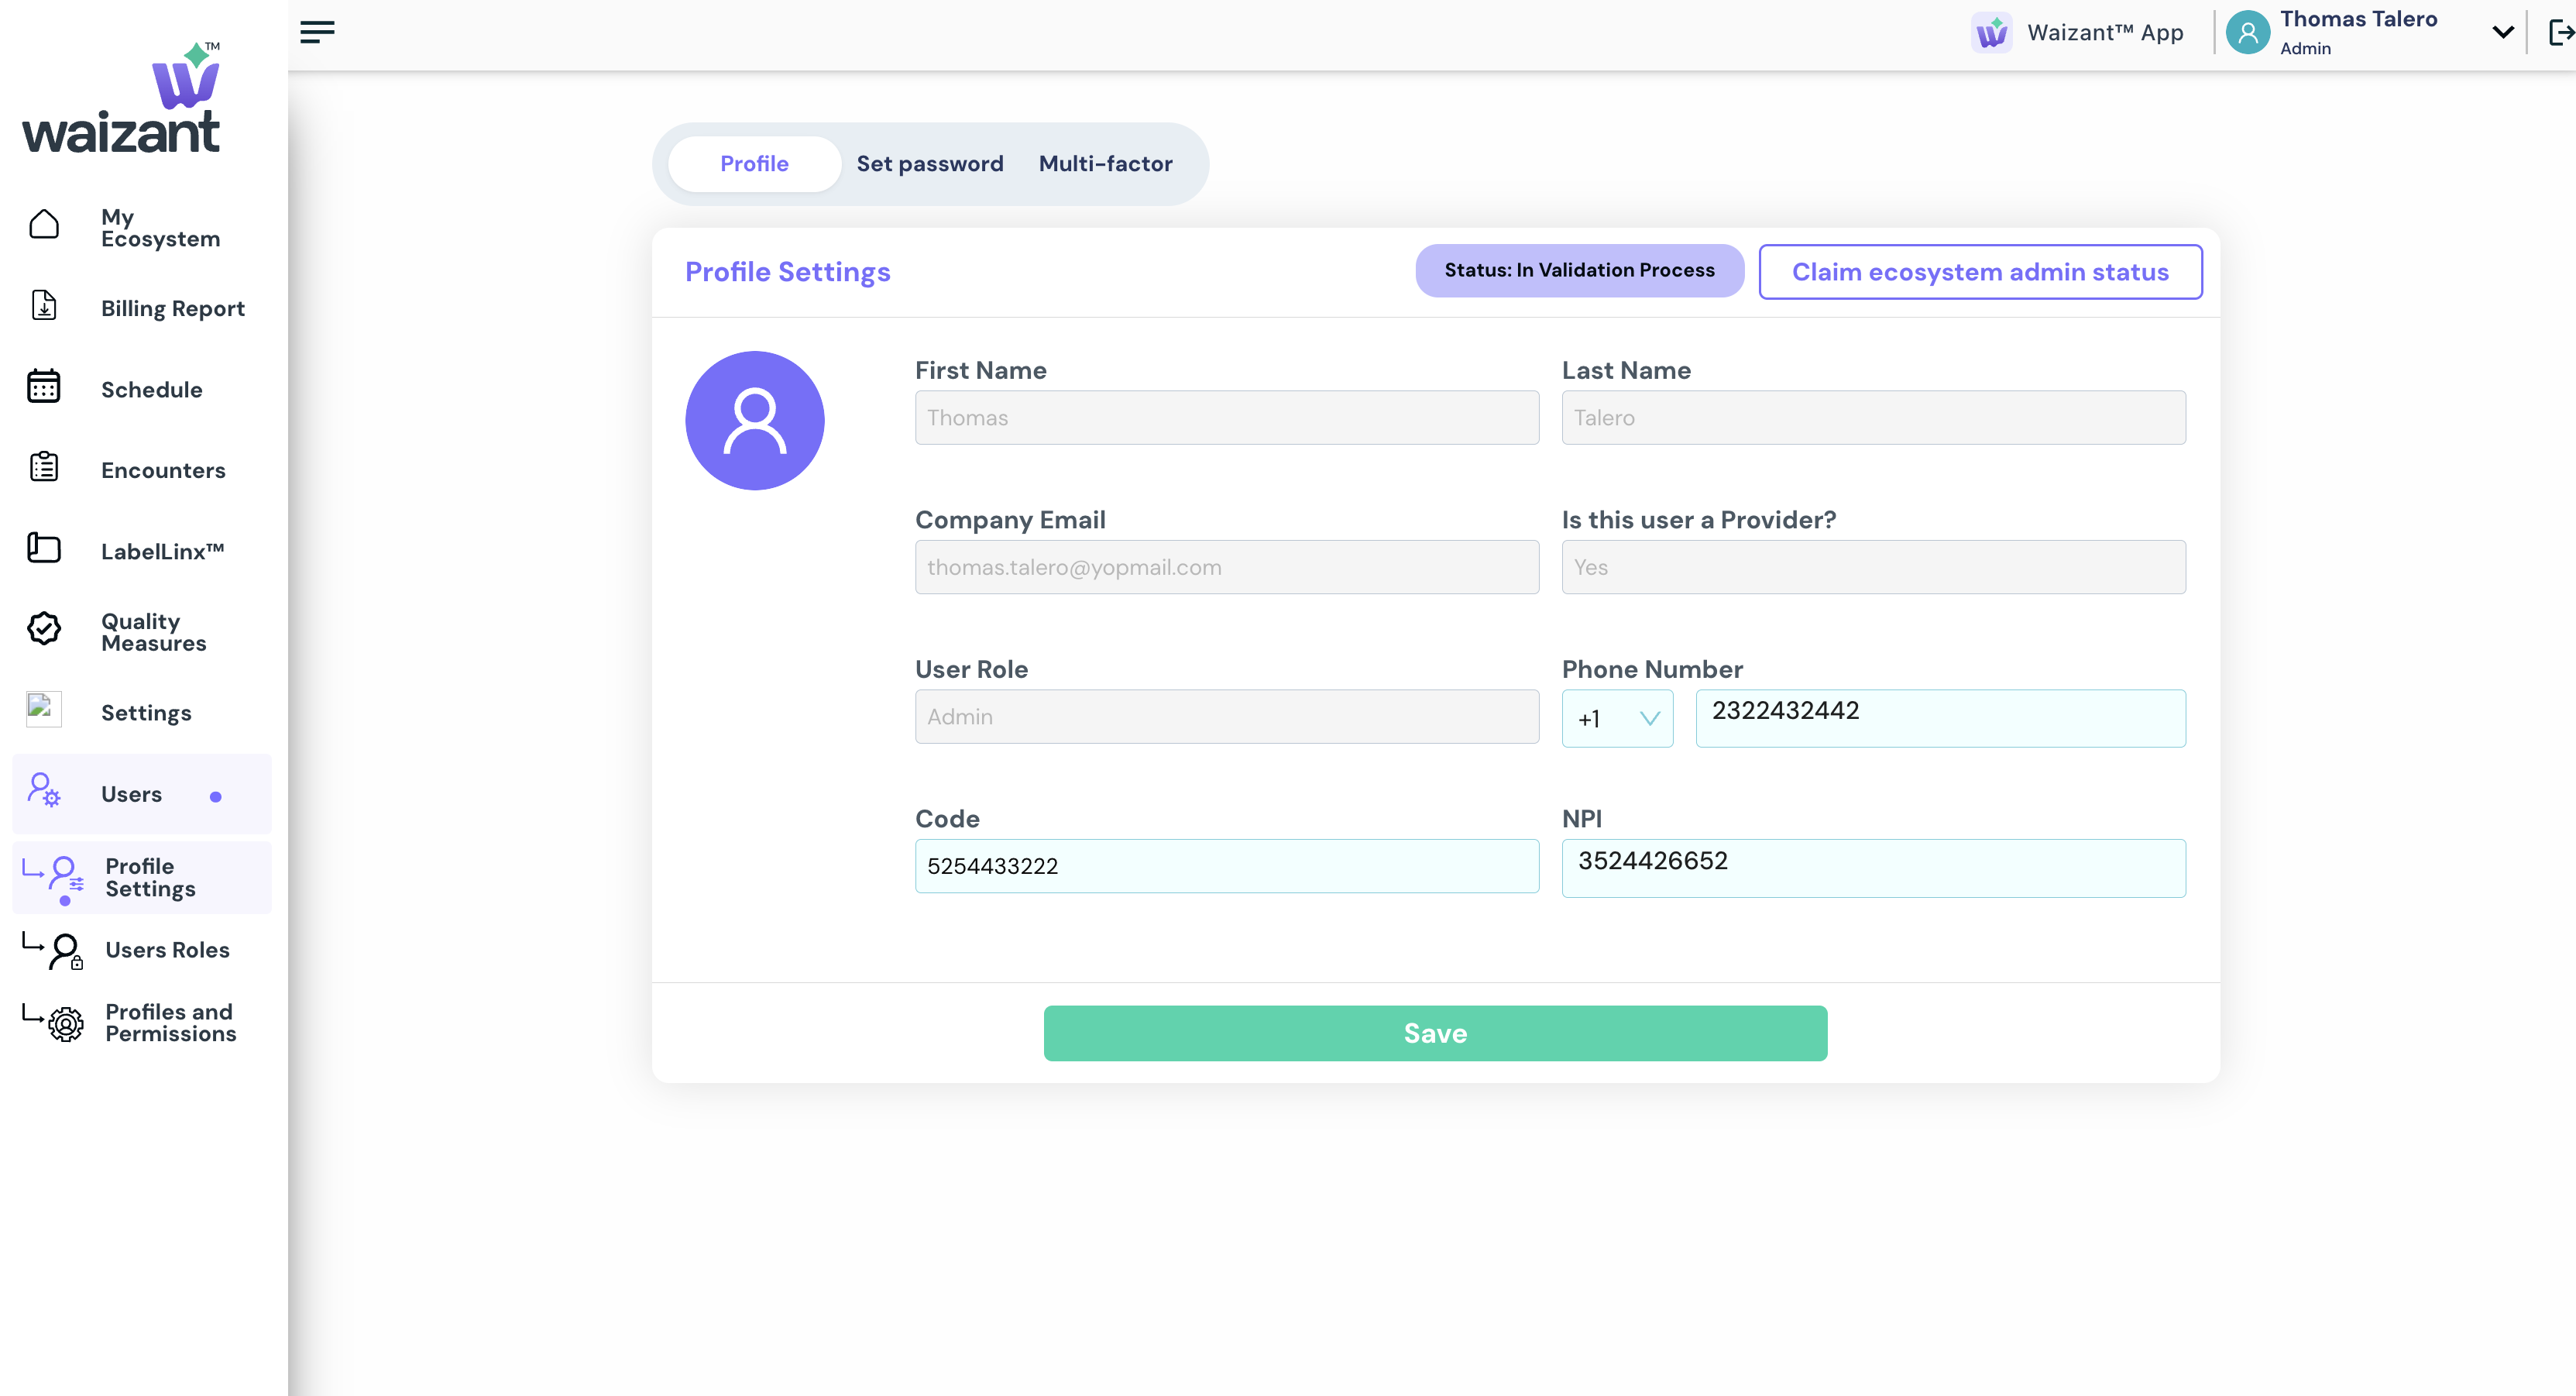 TM
waizant
My
Ecosystem
Billing Report
Schedule
Encounters
LabelLinx™
Quality
Measures
Settings
Users
Profile
Settings
Users Roles
Profiles and
Permissions
Waizant™ App
Thomas Talero
Admin
Profile Set password Multi-factor
Profile Settings
Status: In Validation Process
Claim ecosystem admin status
First Name
Thomas
Last Name
Talero
Company Email
thomas.talero@yopmail.com
Is this user a Provider?
Yes
User Role
Admin
Phone Number
+1 2322432442
Code
5254433222
NPI
3524426652
Save